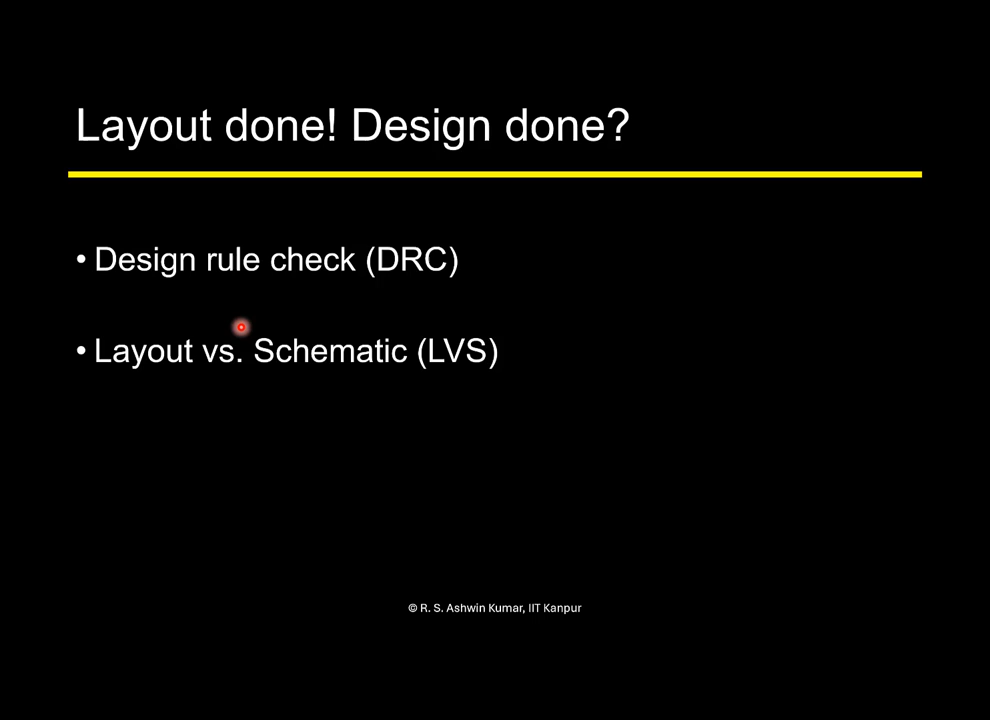 Layout done! Design done?
• Design rule check (DRC)
• Layout vs. Schematic (LVS)
© R. S. Ashwin Kumar, IIT Kanpur